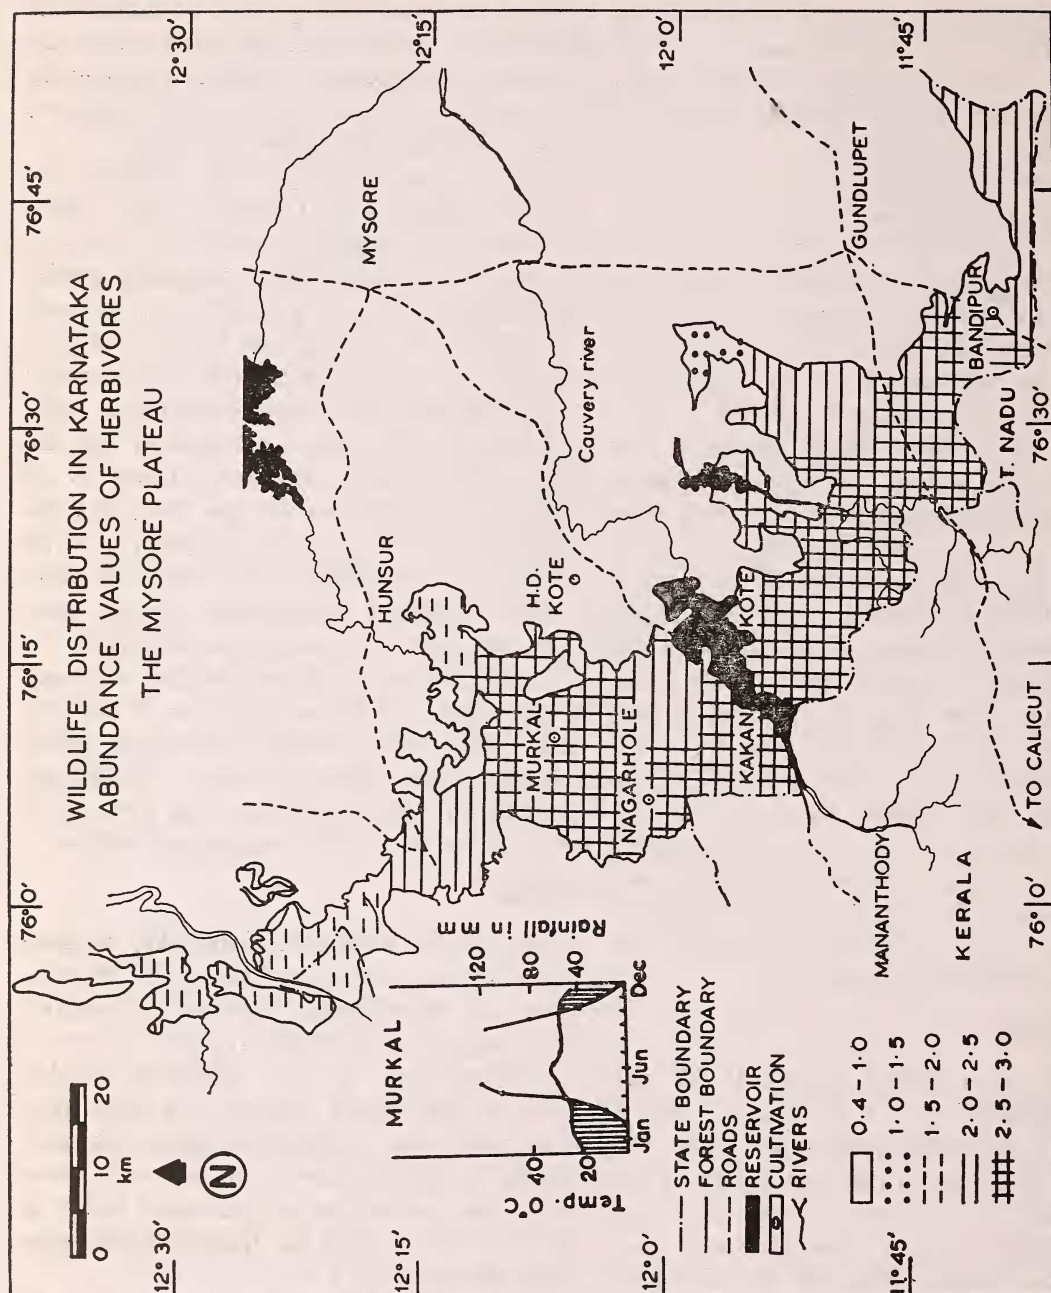 WILDLIFE DISTRIBUTION IN KARNATAKA
ABUNDANCE VALUES OF HERBIVORES
THE MYSORE PLATEAU
76°0'
76°15'
76°30'
76°45'
12°30'
12°30'
12°15'
12°15'
12°0'
12°0'
11°45'
11°45'
0 10 20
km
N
MYSORE
HUNSUR
H.D.
KOTE
Cauvery river
MURKAL
NAGARHOLE
KAKAN KOTE
GUNDLUPET
BANDIPUR
T. NADU
MANANTHODY
KERALA
TO CALICUT
76°0'
76°30'
MURKAL
Temp. 0°C
40
20
Rainfall in mm
120
80
40
Jan Jun Dec
STATE BOUNDARY
FOREST BOUNDARY
ROADS
RESERVOIR
CULTIVATION
RIVERS
0·4-1·0
1·0-1·5
1·5-2·0
2·0-2·5
2·5-3·0